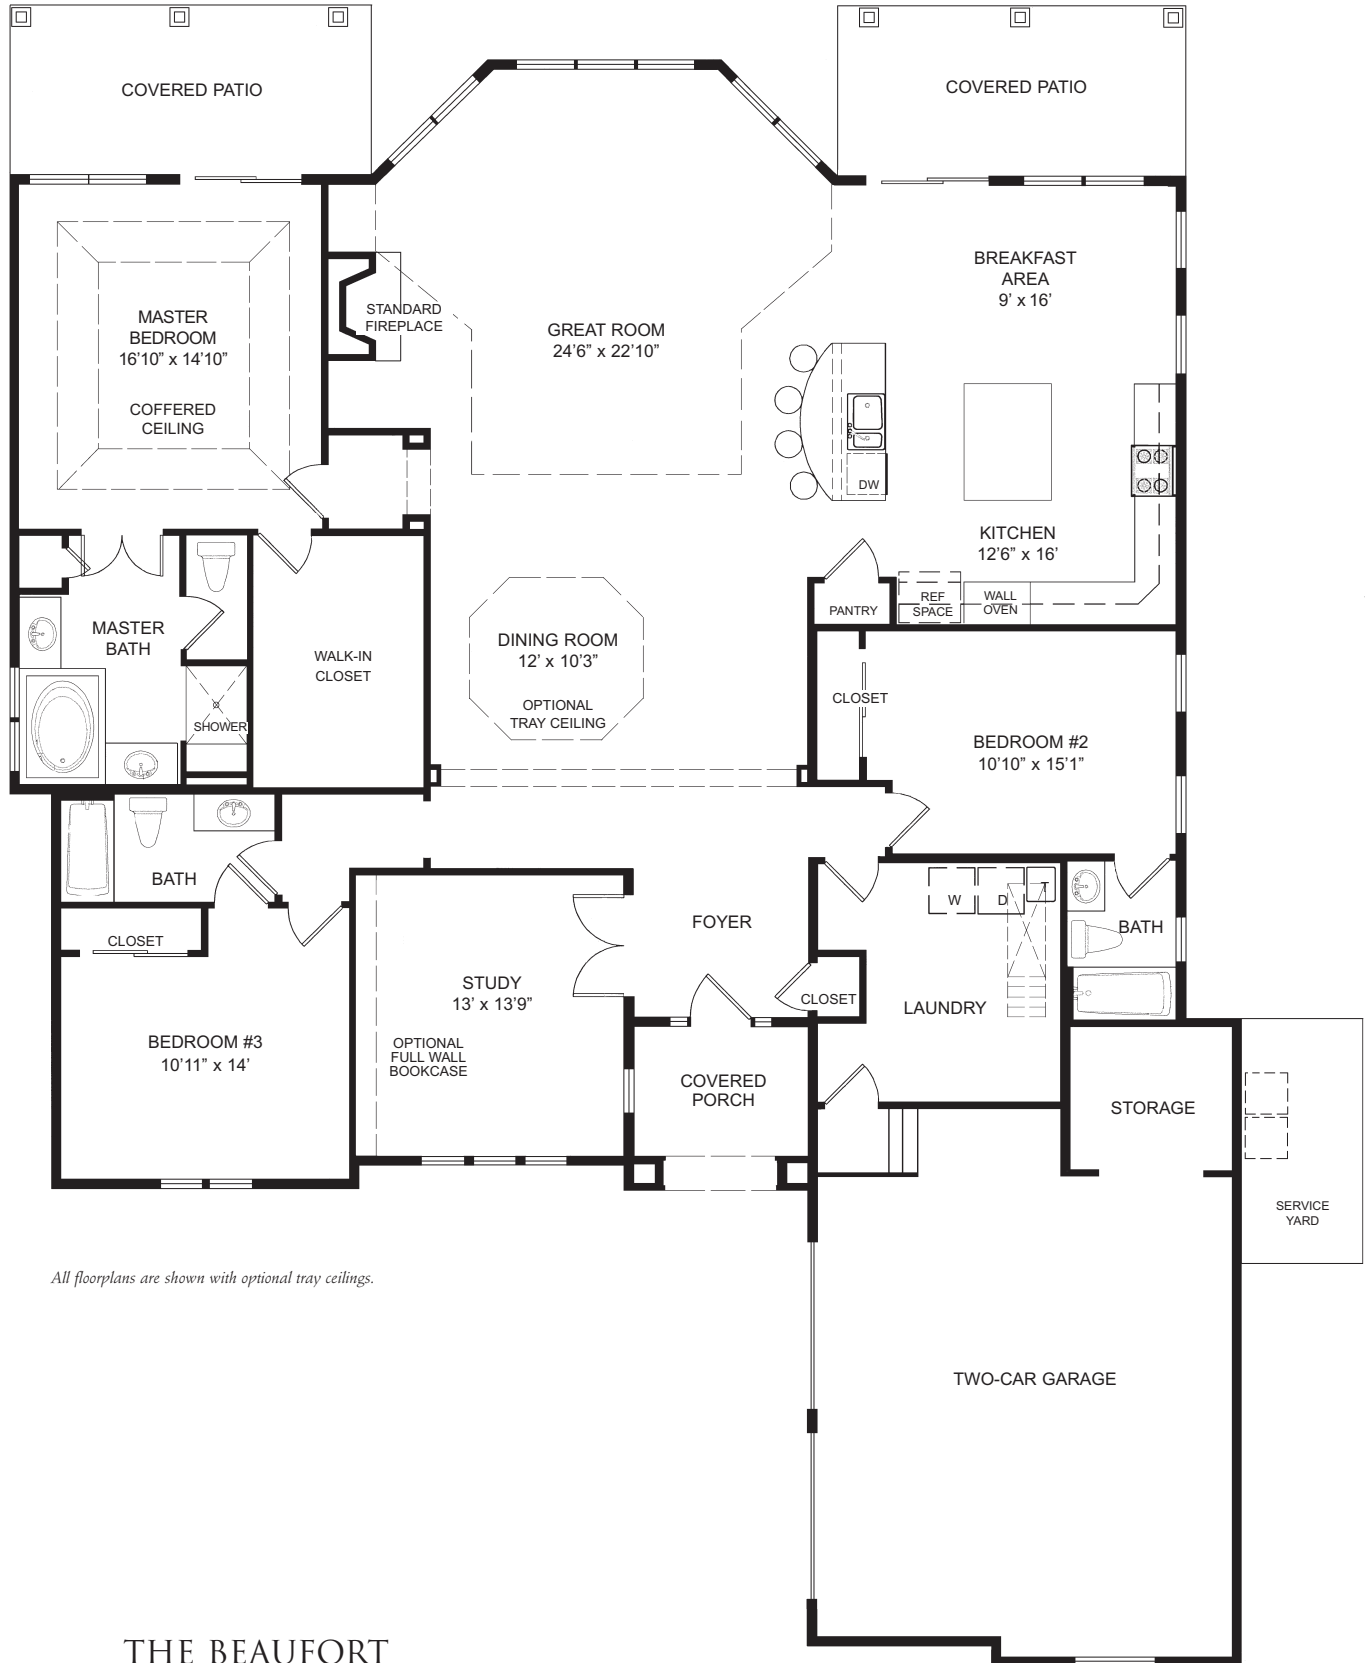 COVERED PATIO
COVERED PATIO
MASTER
BEDROOM
16'10" x 14'10"
COFFERED
CEILING
STANDARD
FIREPLACE
GREAT ROOM
24'6" x 22'10"
BREAKFAST
AREA
9' x 16'
DW
KITCHEN
12'6" x 16'
PANTRY
REF
SPACE
WALL
OVEN
MASTER
BATH
SHOWER
WALK-IN
CLOSET
DINING ROOM
12' x 10'3"
OPTIONAL
TRAY CEILING
CLOSET
BEDROOM #2
10'10" x 15'1"
BATH
CLOSET
BEDROOM #3
10'11" x 14'
STUDY
13' x 13'9"
OPTIONAL
FULL WALL
BOOKCASE
FOYER
CLOSET
COVERED
PORCH
W
D
T
LAUNDRY
BATH
STORAGE
SERVICE
YARD
All floorplans are shown with optional tray ceilings.
TWO-CAR GARAGE
THE BEAUFORT